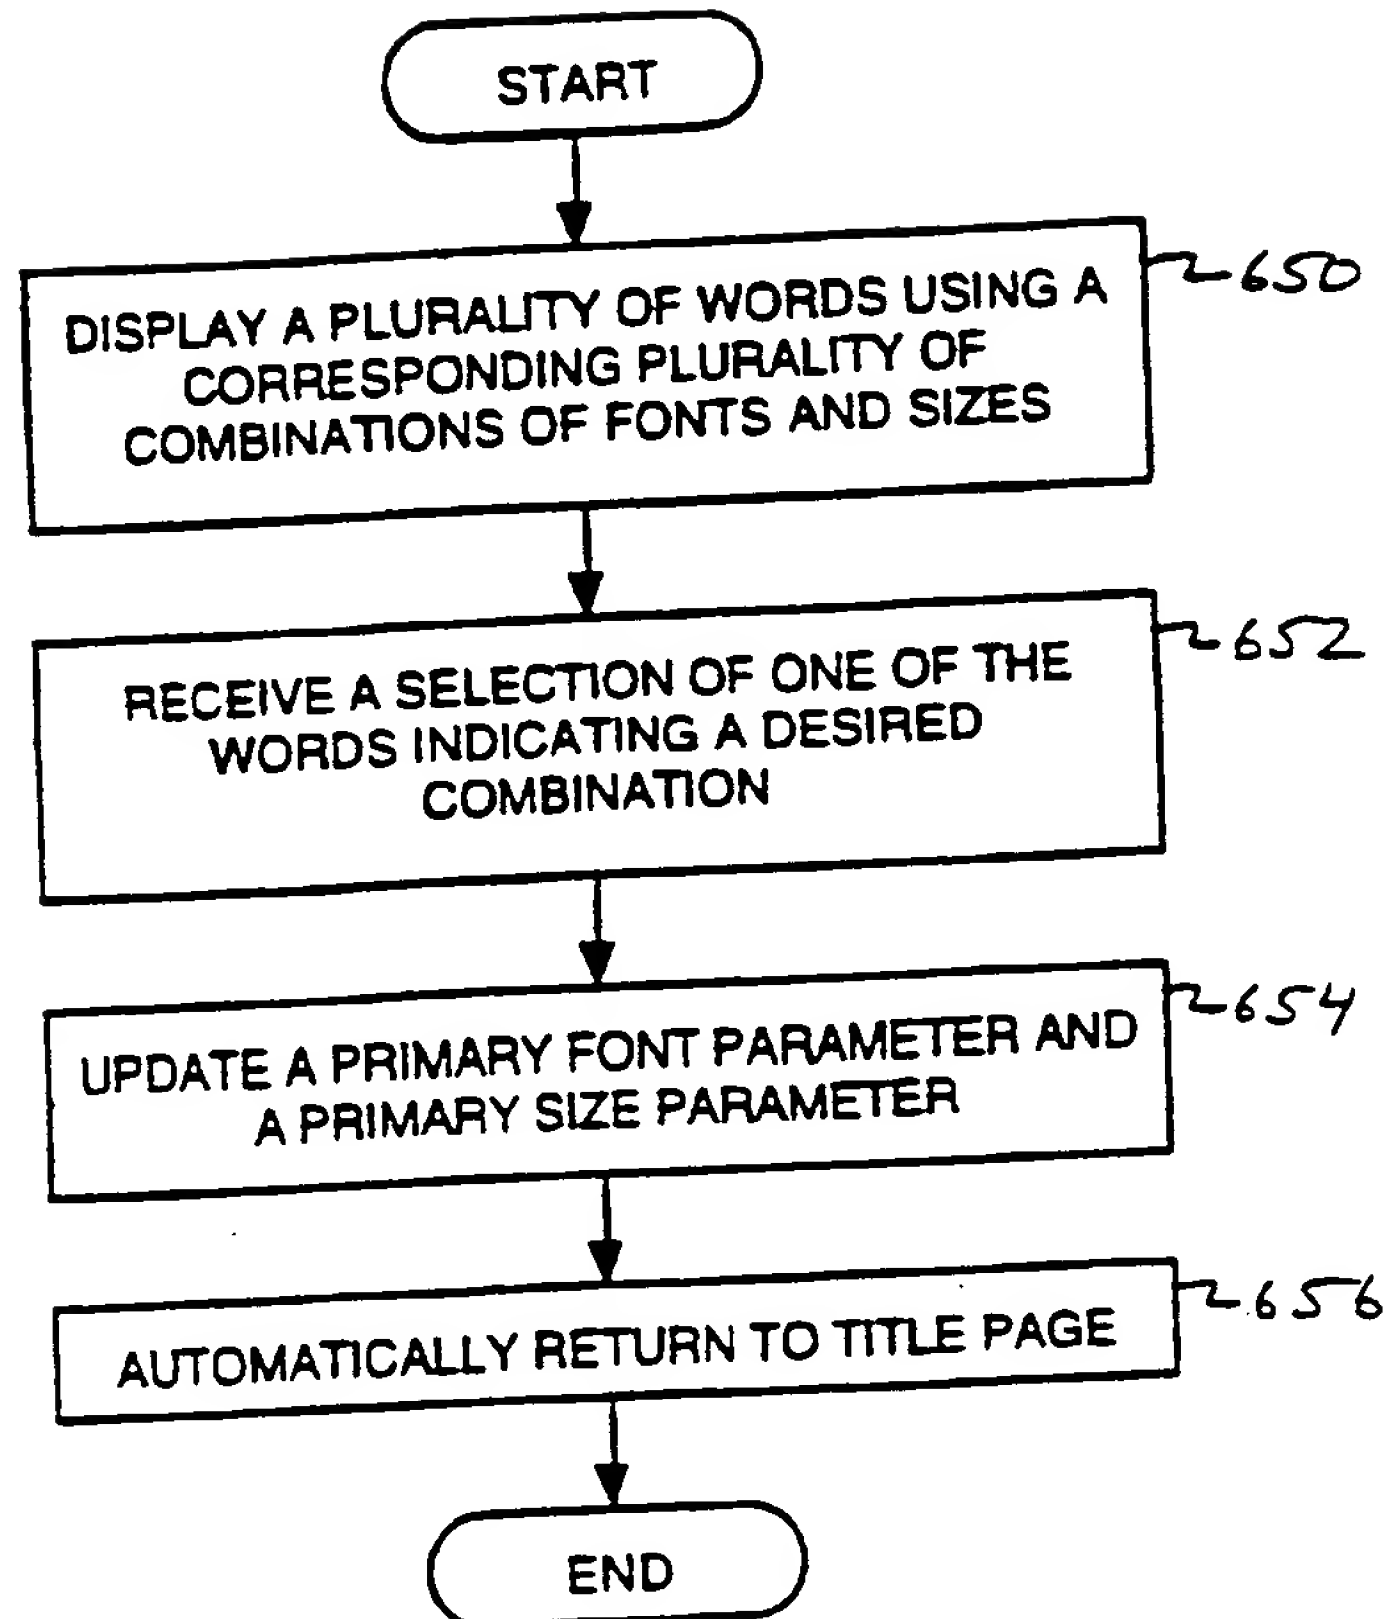 START
DISPLAY A PLURALITY OF WORDS USING A
CORRESPONDING PLURALITY OF
COMBINATIONS OF FONTS AND SIZES
650
RECEIVE A SELECTION OF ONE OF THE
WORDS INDICATING A DESIRED
COMBINATION
652
UPDATE A PRIMARY FONT PARAMETER AND
A PRIMARY SIZE PARAMETER
654
AUTOMATICALLY RETURN TO TITLE PAGE
656
END